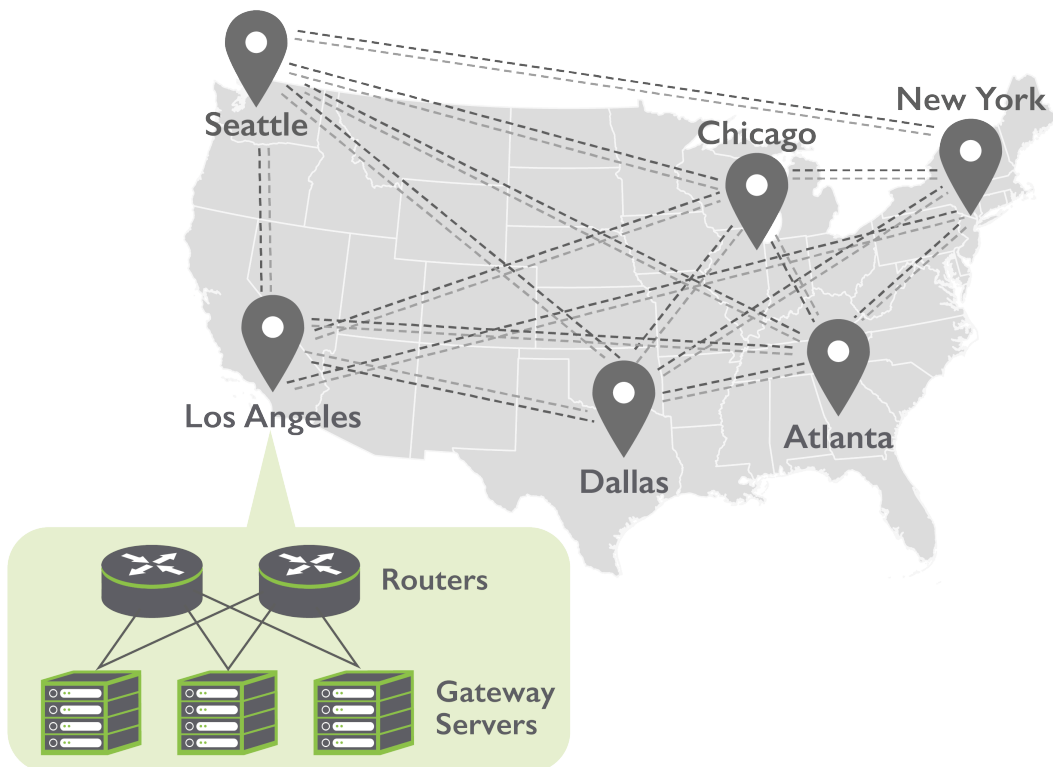 Seattle
New York
Chicago
Los Angeles
Atlanta
Dallas
Routers
Gateway
Servers